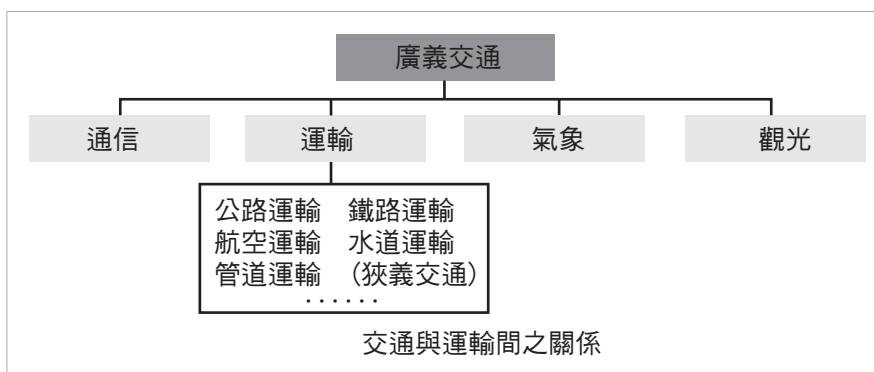 廣義交通
通信 運輸 氣象 觀光
公路運輸 鐵路運輸
航空運輸 水道運輸
管道運輸 (狹義交通)
······
交通與運輸間之關係